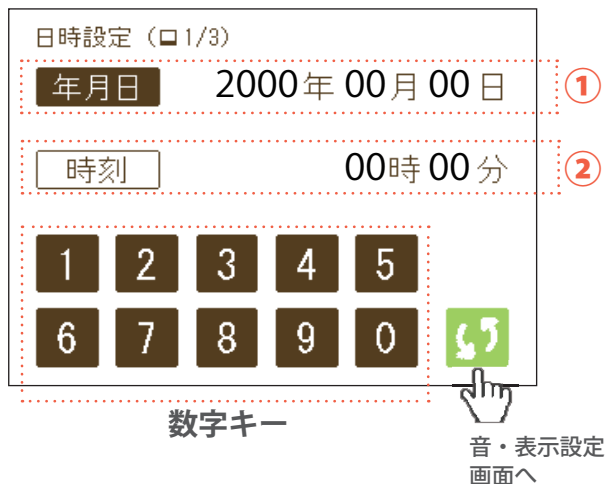 日時設定（ロ1/3）
年月日 2000年 00月 00日 ①
時刻 00時 00分 ②
1 2 3 4 5
6 7 8 9 0
数字キー
音・表示設定
画面へ